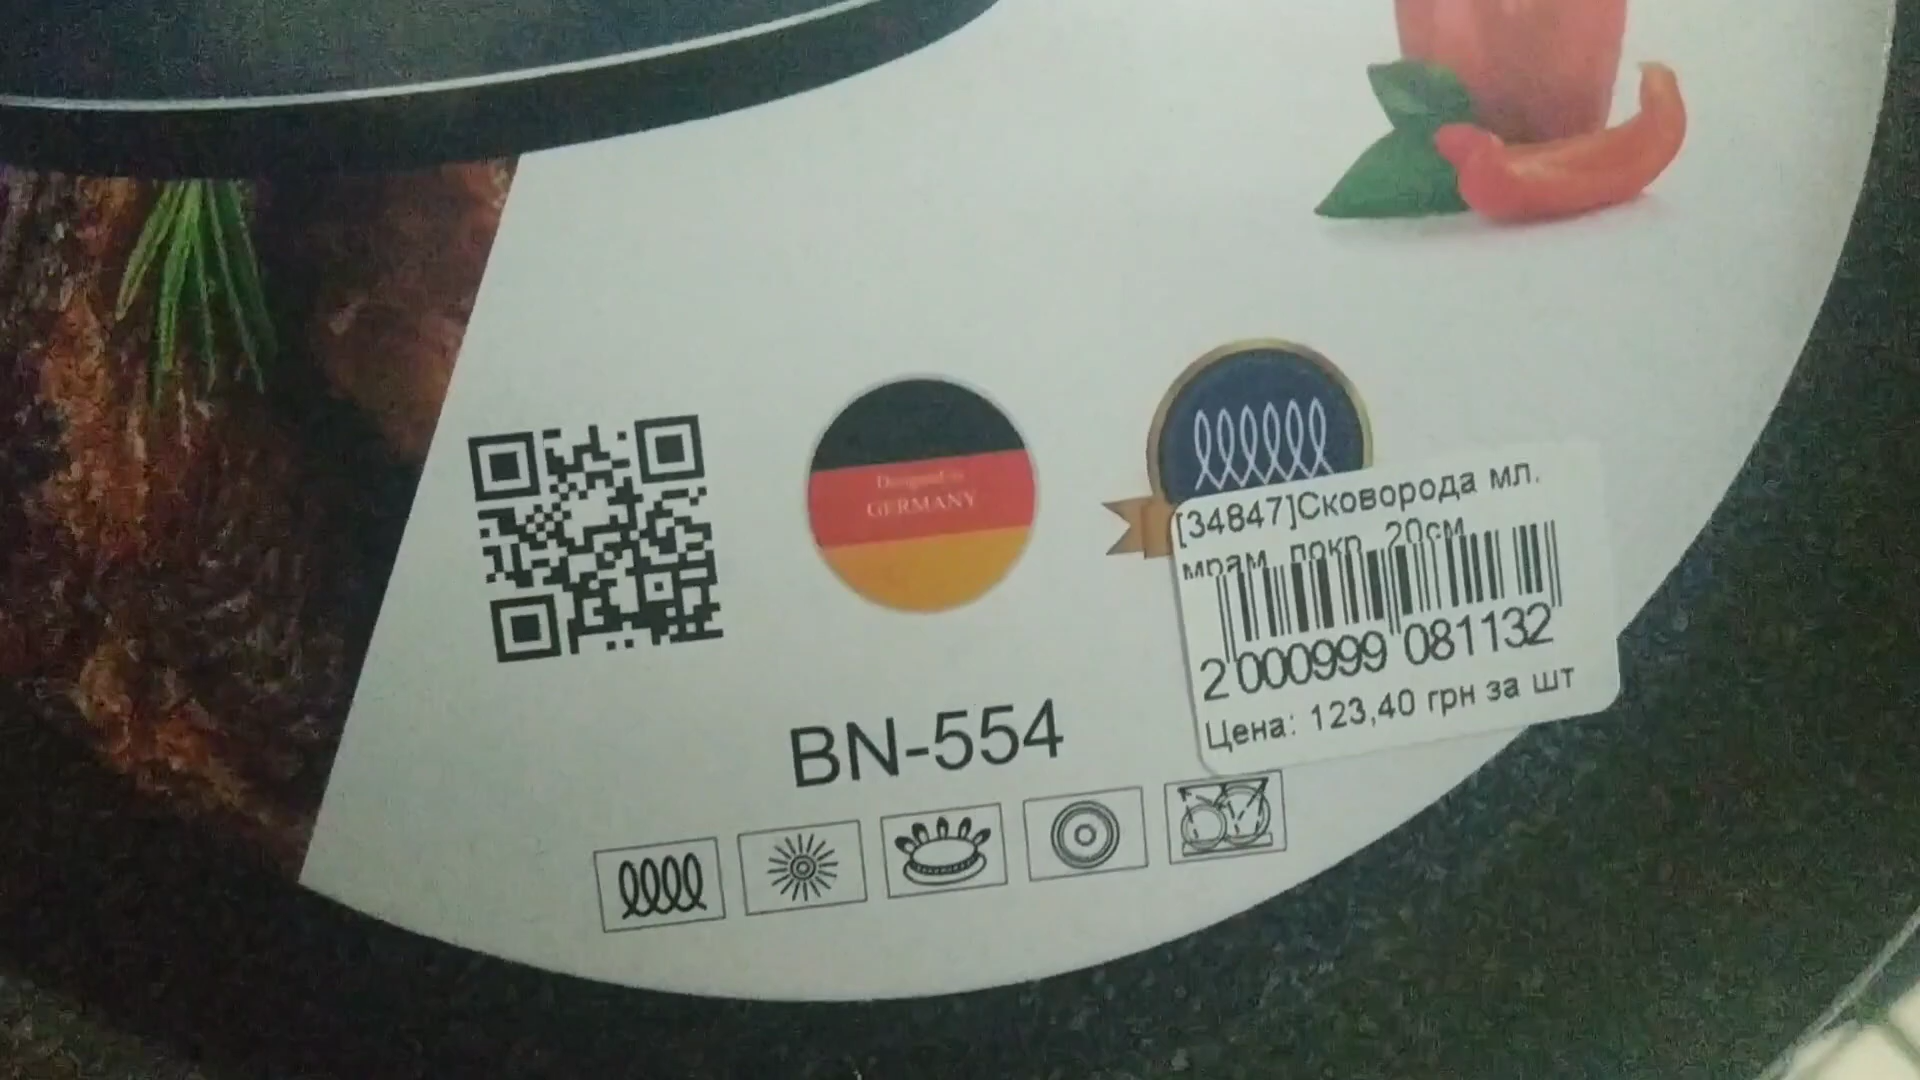 Designed in
GERMANY
[34847]Сковорода мл.
мрам. покр. 20см
2 000999 081132
Цена: 123,40 грн за шт
BN-554